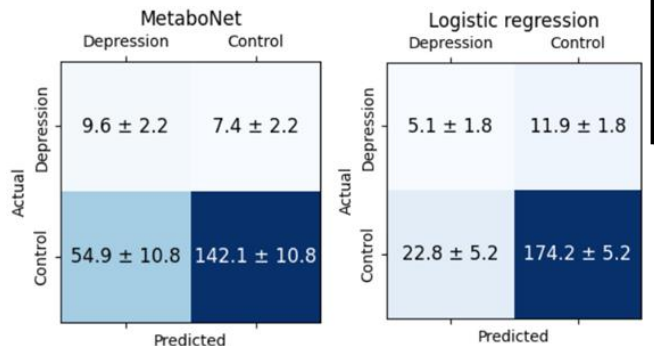 MetaboNet
Depression Control
Actual
Depression
9.6 ± 2.2 7.4 ± 2.2
Control
54.9 ± 10.8 142.1 ± 10.8
Predicted
Logistic regression
Depression Control
Actual
Depression
5.1 ± 1.8 11.9 ± 1.8
Control
22.8 ± 5.2 174.2 ± 5.2
Predicted